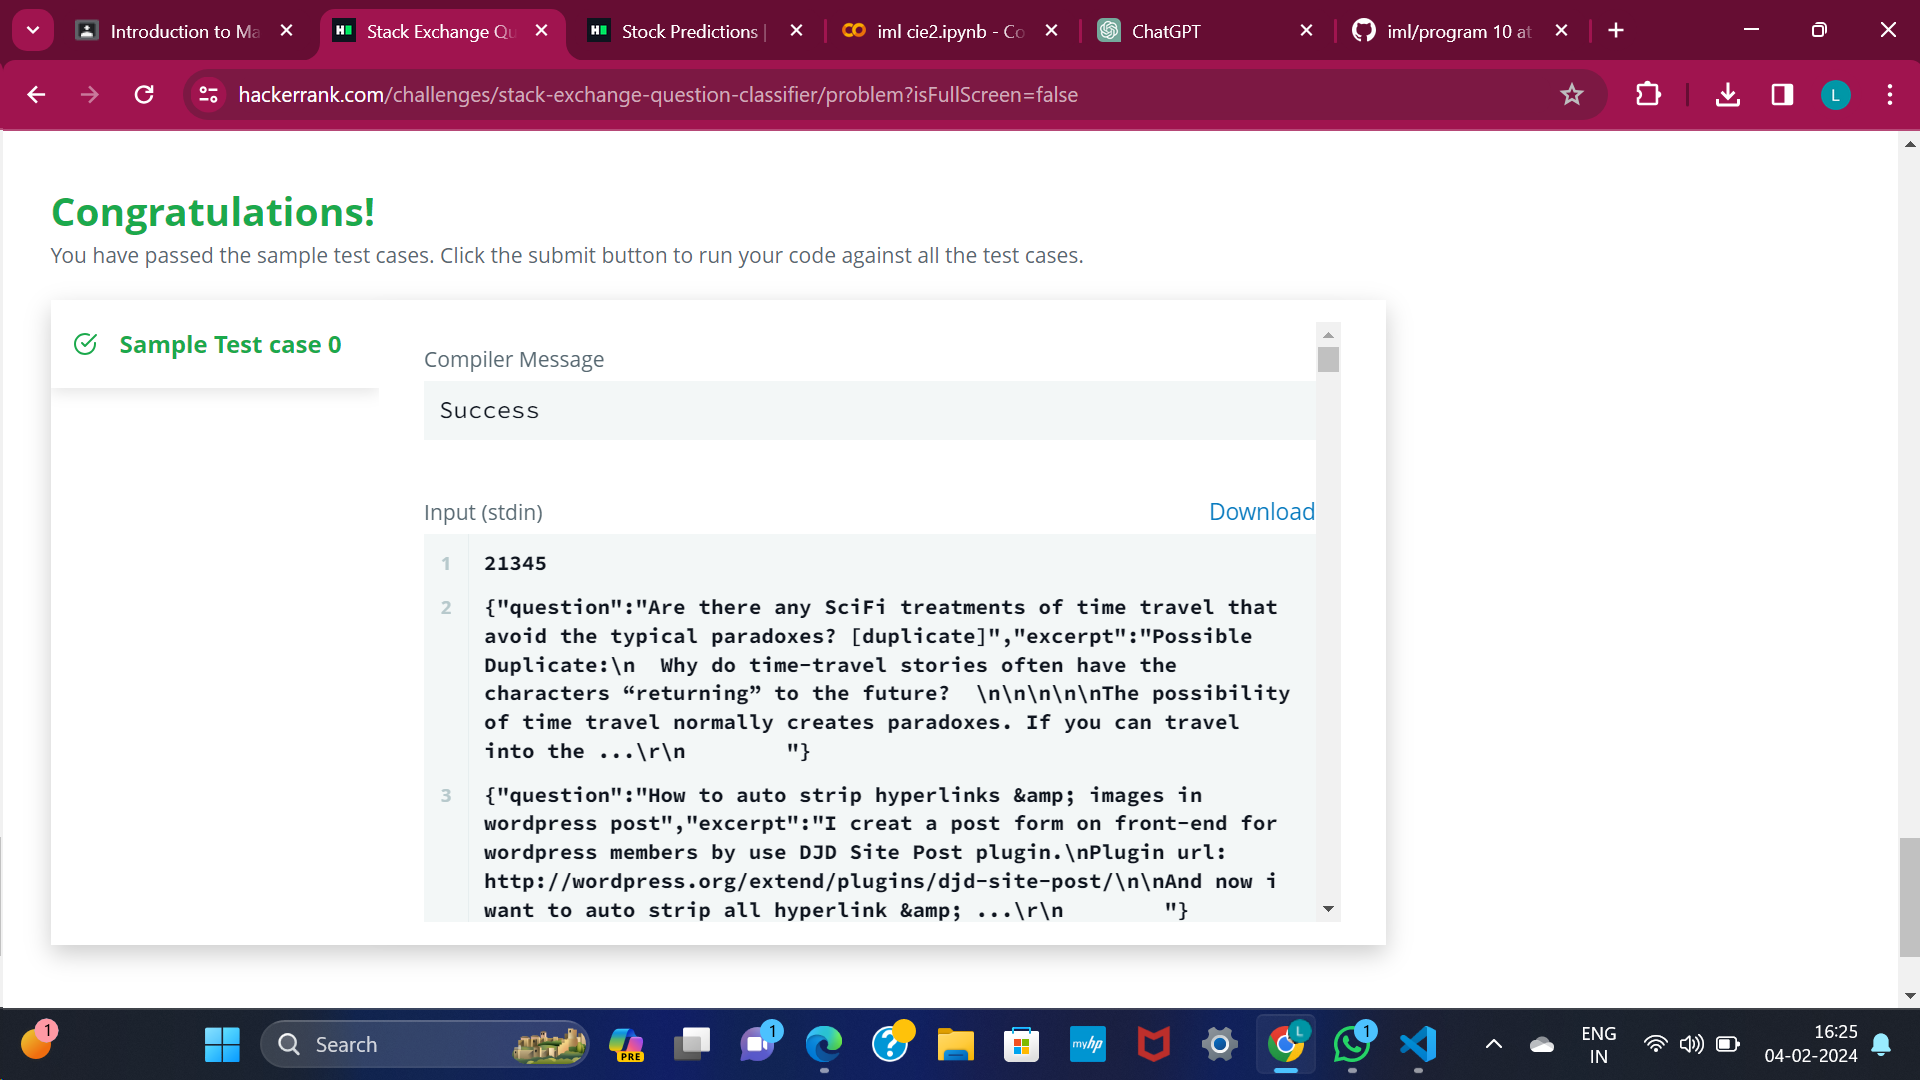 Introduction to Ma
Stack Exchange Qu
Stock Predictions |
iml cie2.ipynb - Co
ChatGPT
iml/program 10 at
hackerrank.com/challenges/stack-exchange-question-classifier/problem?isFullScreen=false
L
Congratulations!
You have passed the sample test cases. Click the submit button to run your code against all the test cases.
Sample Test case 0
Compiler Message
Success
Input (stdin)
Download
1 21345
2 {"question":"Are there any SciFi treatments of time travel that
avoid the typical paradoxes? [duplicate]","excerpt":"Possible
Duplicate:\n  Why do time-travel stories often have the
characters “returning” to the future?  \n\n\n\n\nThe possibility
of time travel normally creates paradoxes. If you can travel
into the ...\r\n        "}
3 {"question":"How to auto strip hyperlinks &amp; images in
wordpress post","excerpt":"I creat a post form on front-end for
wordpress members by use DJD Site Post plugin.\nPlugin url:
http://wordpress.org/extend/plugins/djd-site-post/\n\nAnd now i
want to auto strip all hyperlink &amp; ...\r\n        "}
1
Search
PRE
1
myhp
L
1
ENG
IN
16:25
04-02-2024